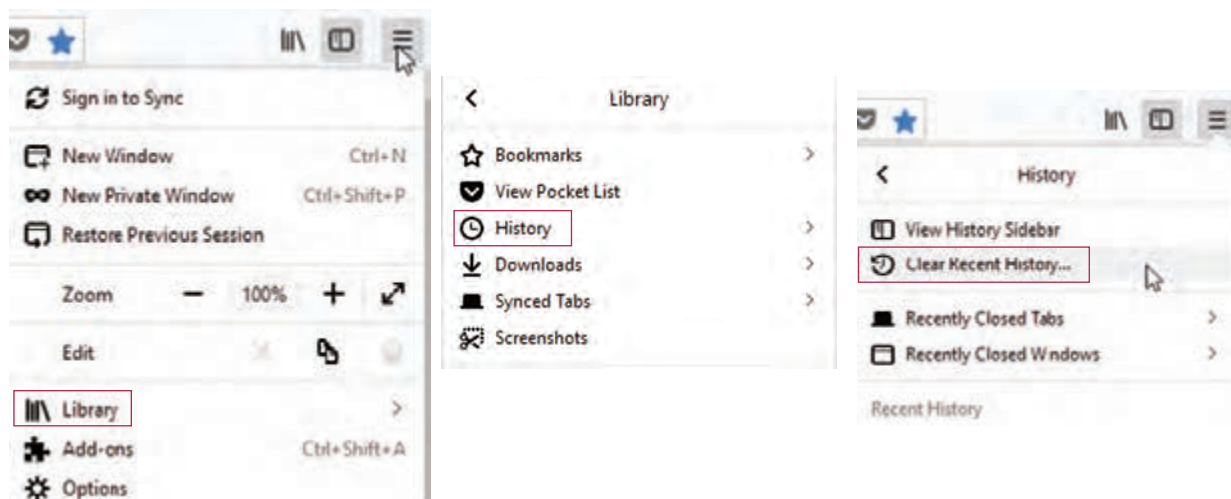 Sign in to Sync
New Window Ctrl+N
New Private Window Ctrl+Shift+P
Restore Previous Session
Zoom 100%
Edit
Library
Add-ons Ctrl+Shift+A
Options
Library
Bookmarks
View Pocket List
History
Downloads
Synced Tabs
Screenshots
History
View History Sidebar
Clear Recent History...
Recently Closed Tabs
Recently Closed Windows
Recent History